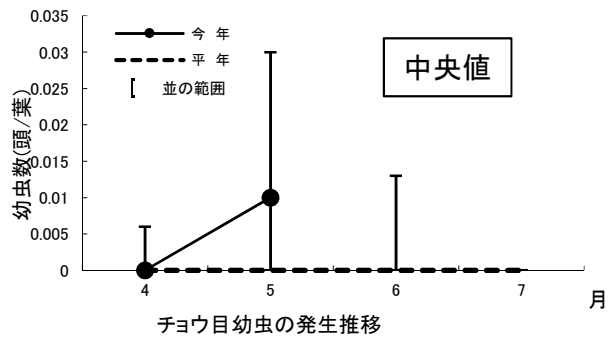 0.035
0.03
0.025
0.02
0.015
0.01
0.005
0
幼虫数(頭/葉)
今 年
平 年
並の範囲
中央値
4 5 6 7
月
チョウ目幼虫の発生推移